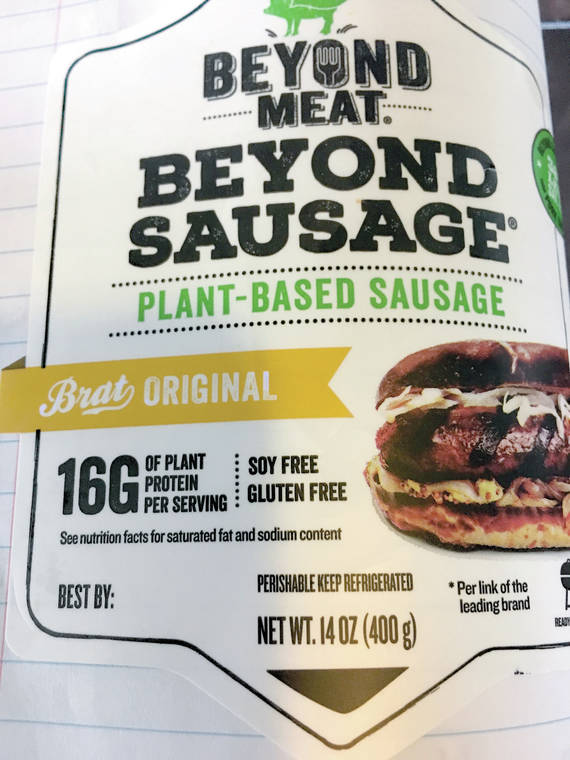 BEYOND
MEAT®
BEYOND
SAUSAGE®
PLANT-BASED SAUSAGE
Brat ORIGINAL
16G OF PLANT
PROTEIN
PER SERVING
SOY FREE
GLUTEN FREE
See nutrition facts for saturated fat and sodium content
BEST BY:
PERISHABLE KEEP REFRIGERATED
NET WT. 14 OZ (400 g)
* Per link of the
leading brand
READY